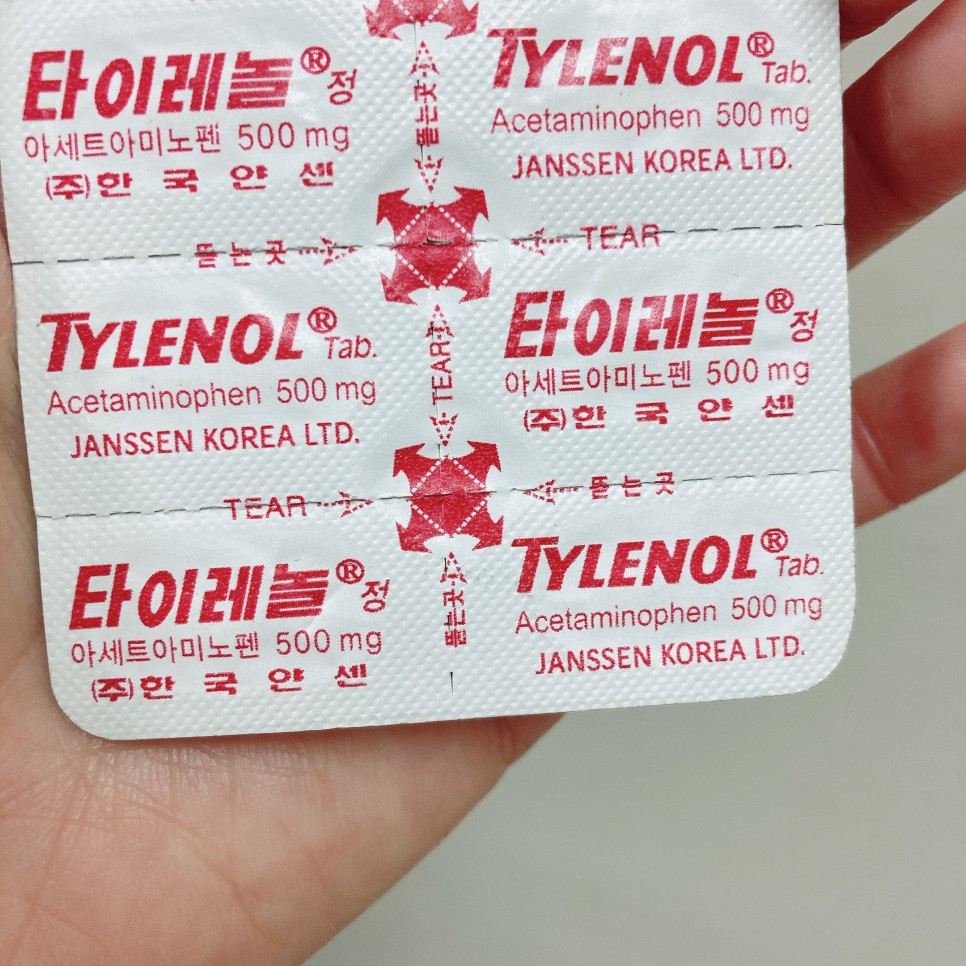 타이레놀®정
아세트아미노펜 500 mg
(주)한 국 얀 센
TYLENOL® Tab.
Acetaminophen 500 mg
JANSSEN KOREA LTD.
뜯는곳
뜯 는 곳
TEAR
TYLENOL® Tab.
Acetaminophen 500 mg
JANSSEN KOREA LTD.
TEAR
타이레놀®정
아세트아미노펜 500 mg
(주)한 국 얀 센
TEAR
뜯 는 곳
타이레놀®정
아세트아미노펜 500 mg
(주)한 국 얀 센
뜯는곳
TYLENOL® Tab.
Acetaminophen 500 mg
JANSSEN KOREA LTD.